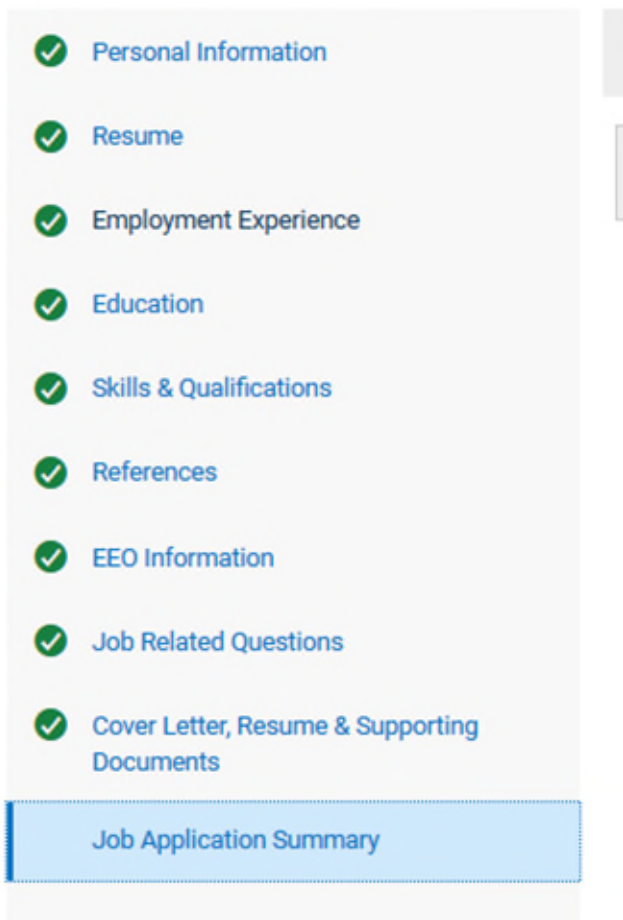 Personal Information
Resume
Employment Experience
Education
Skills & Qualifications
References
EEO Information
Job Related Questions
Cover Letter, Resume & Supporting
Documents
Job Application Summary